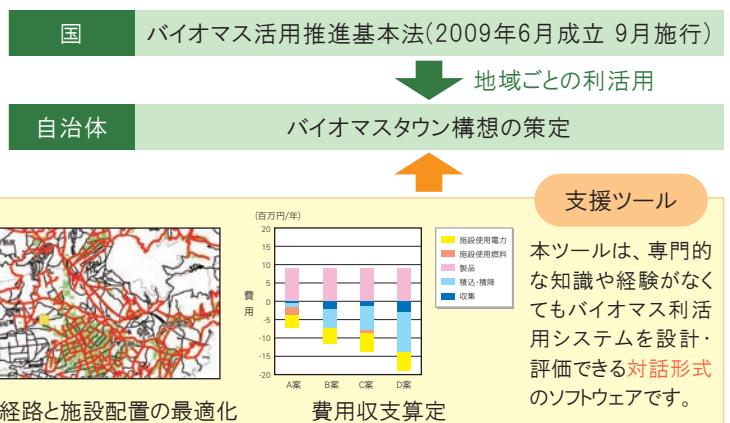 国
バイオマス活用推進基本法(2009年6月成立 9月施行)
地域ごとの利活用
自治体
バイオマスタウン構想の策定
支援ツール
本ツールは、専門的
な知識や経験がなく
てもバイオマス利活
用システムを設計・
評価できる対話形式
のソフトウェアです。
(百万円/年)
20
15
10
5
0
-5
-10
-15
-20
費用
A案
B案
C案
D案
施設使用電力
施設使用燃料
製品
積込・積降
収集
経路と施設配置の最適化
費用収支算定